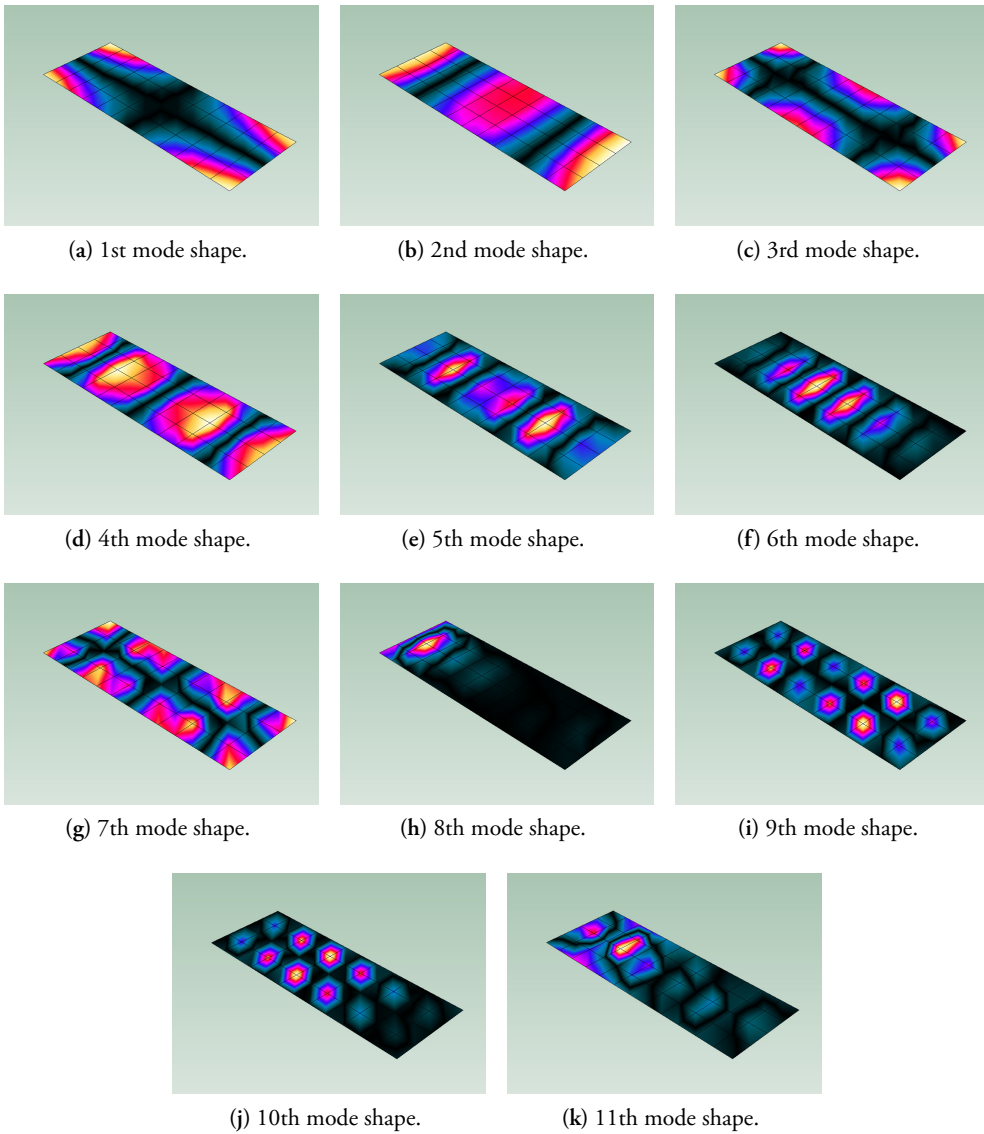 (a) 1st mode shape.
(b) 2nd mode shape.
(c) 3rd mode shape.
(d) 4th mode shape.
(e) 5th mode shape.
(f) 6th mode shape.
(g) 7th mode shape.
(h) 8th mode shape.
(i) 9th mode shape.
(j) 10th mode shape.
(k) 11th mode shape.